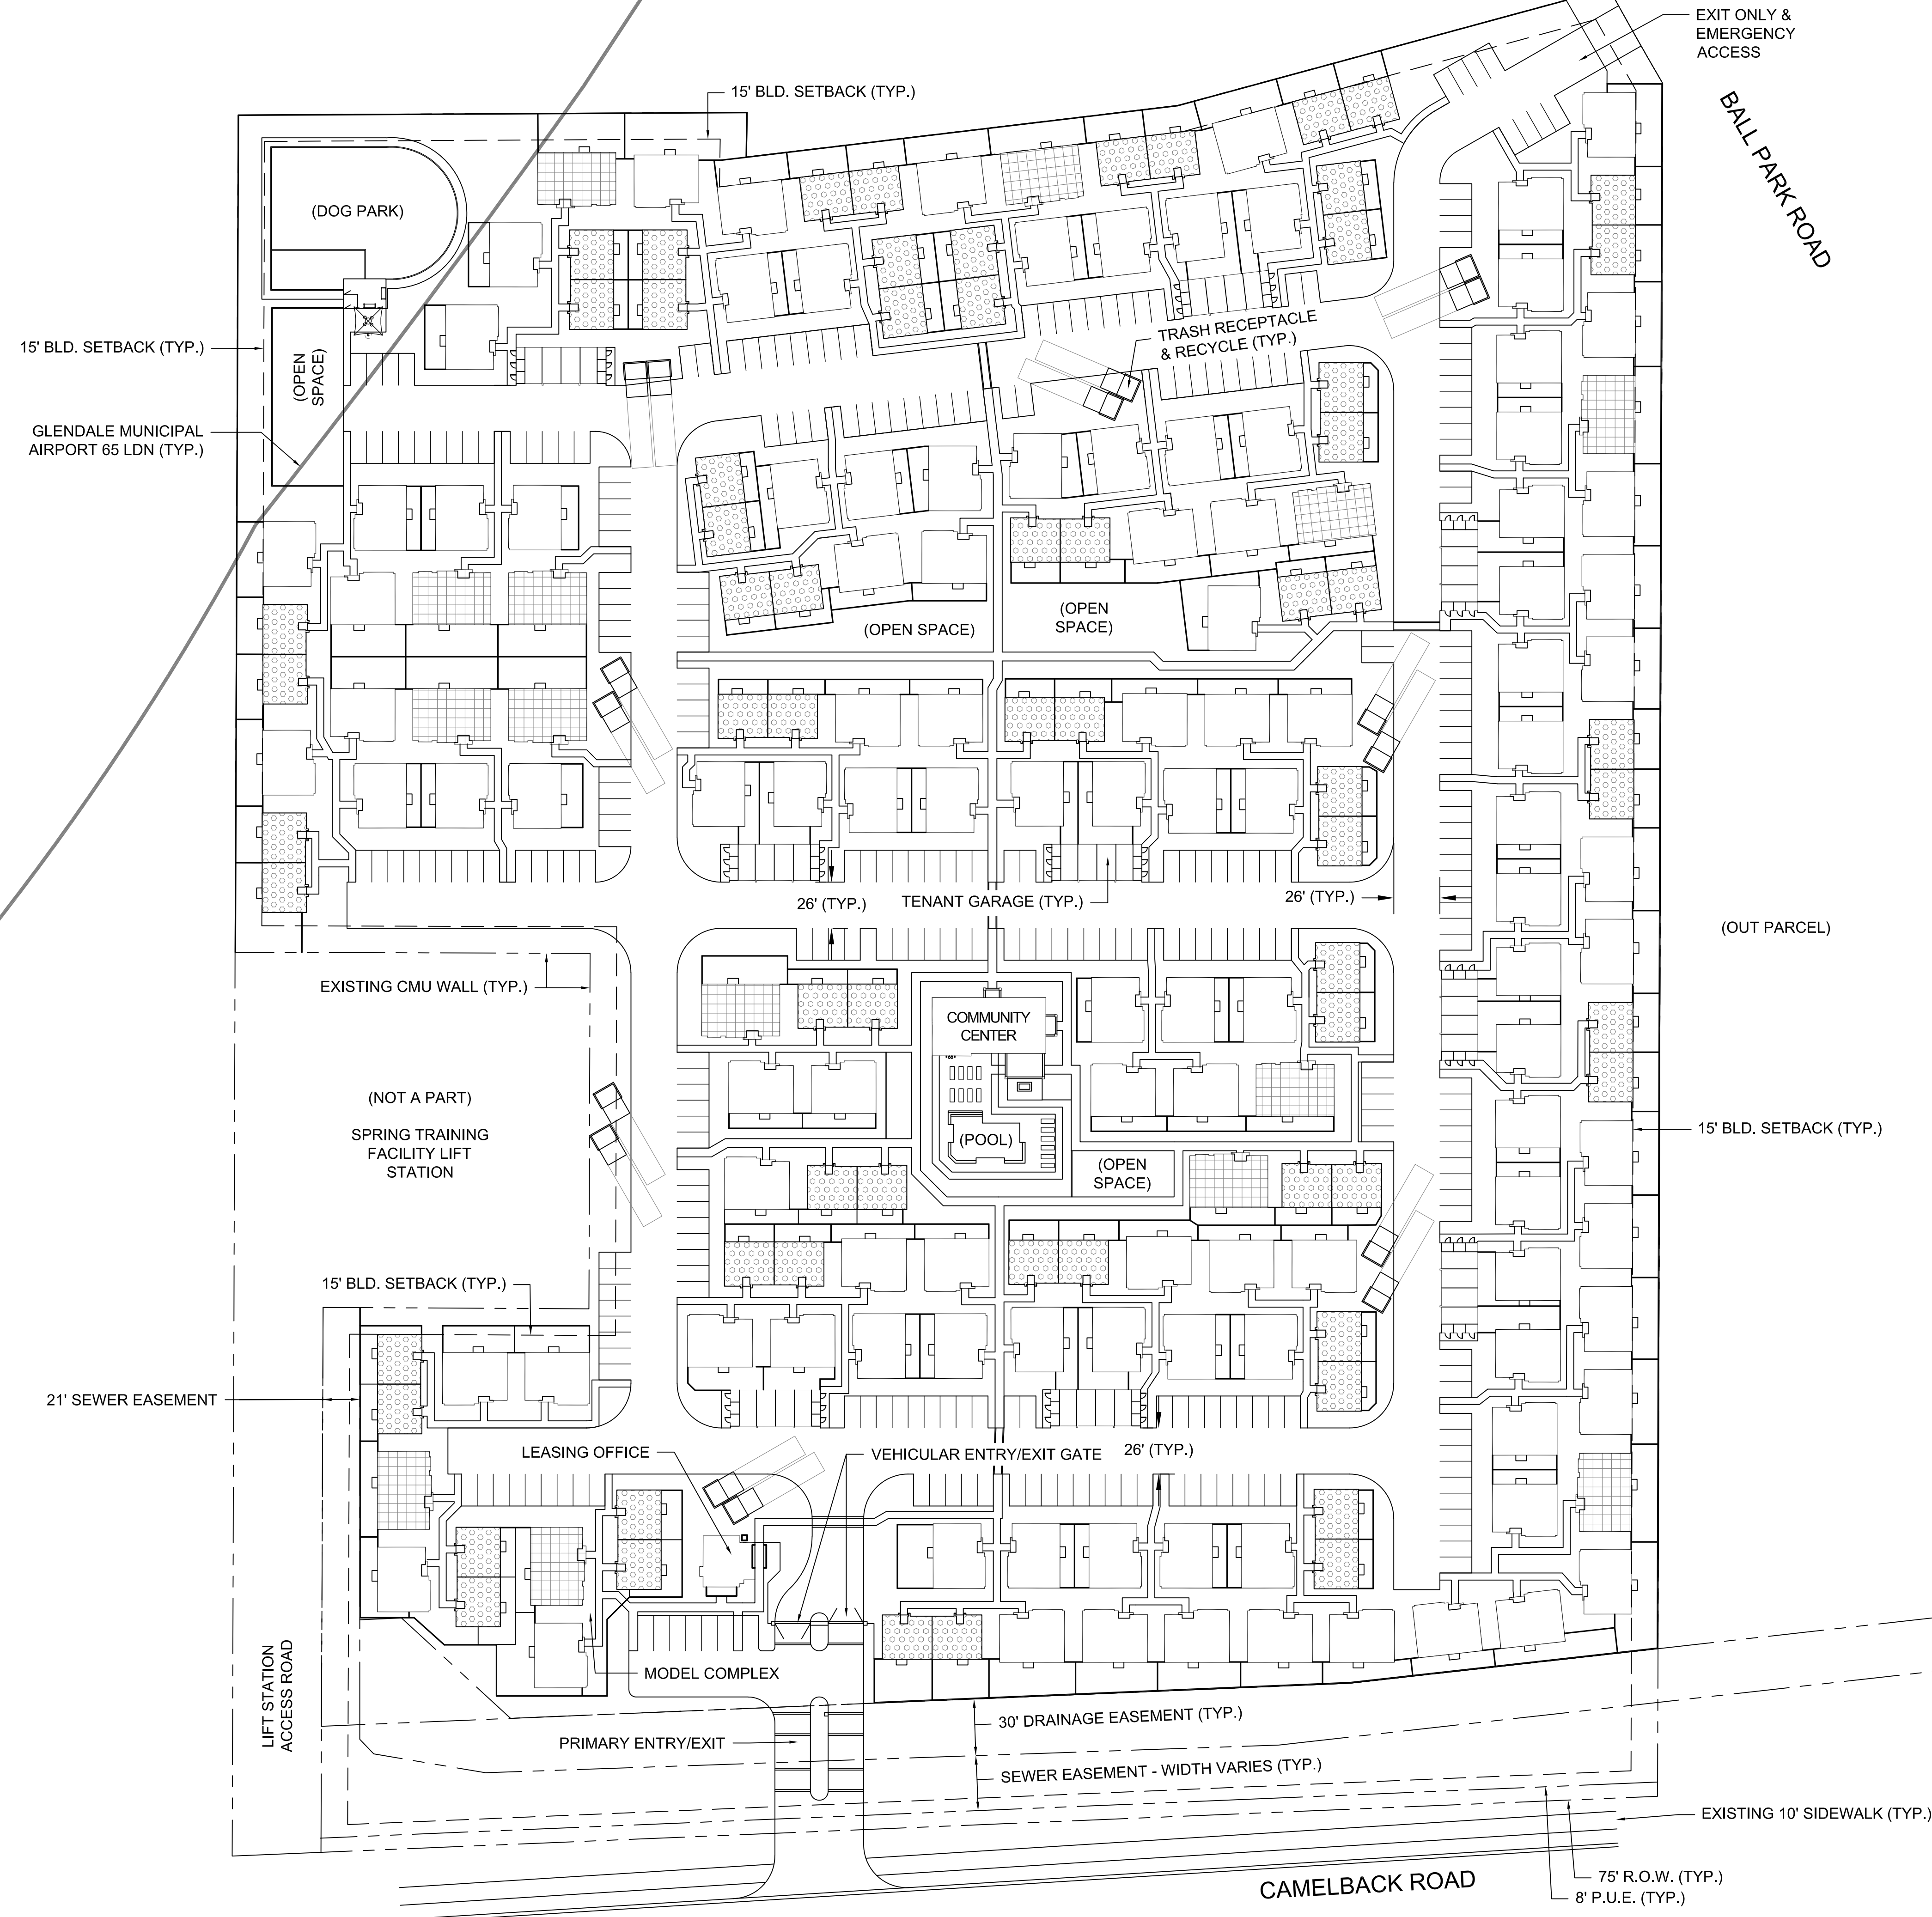 EXIT ONLY &
EMERGENCY
ACCESS
BALL PARK ROAD
15' BLD. SETBACK (TYP.)
(DOG PARK)
15' BLD. SETBACK (TYP.)
(OPEN
SPACE)
TRASH RECEPTACLE
& RECYCLE (TYP.)
GLENDALE MUNICIPAL
AIRPORT 65 LDN (TYP.)
(OPEN SPACE)
(OPEN
SPACE)
26' (TYP.)
TENANT GARAGE (TYP.)
26' (TYP.)
(OUT PARCEL)
EXISTING CMU WALL (TYP.)
COMMUNITY
CENTER
(NOT A PART)
SPRING TRAINING
FACILITY LIFT
STATION
(POOL)
15' BLD. SETBACK (TYP.)
(OPEN
SPACE)
15' BLD. SETBACK (TYP.)
21' SEWER EASEMENT
LEASING OFFICE
VEHICULAR ENTRY/EXIT GATE
26' (TYP.)
LIFT STATION
ACCESS ROAD
MODEL COMPLEX
PRIMARY ENTRY/EXIT
30' DRAINAGE EASEMENT (TYP.)
SEWER EASEMENT - WIDTH VARIES (TYP.)
EXISTING 10' SIDEWALK (TYP.)
CAMELBACK ROAD
75' R.O.W. (TYP.)
8' P.U.E. (TYP.)